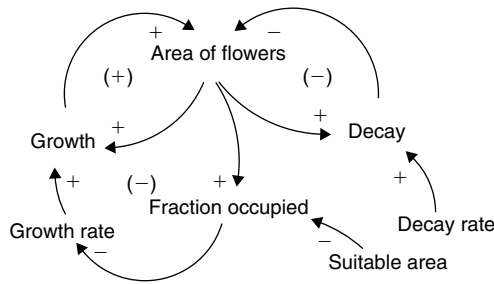 +
−
Area of flowers
(+)
(−)
+
+
Growth
Decay
+
(−)
+
+
Fraction occupied
Growth rate
Decay rate
−
−
Suitable area